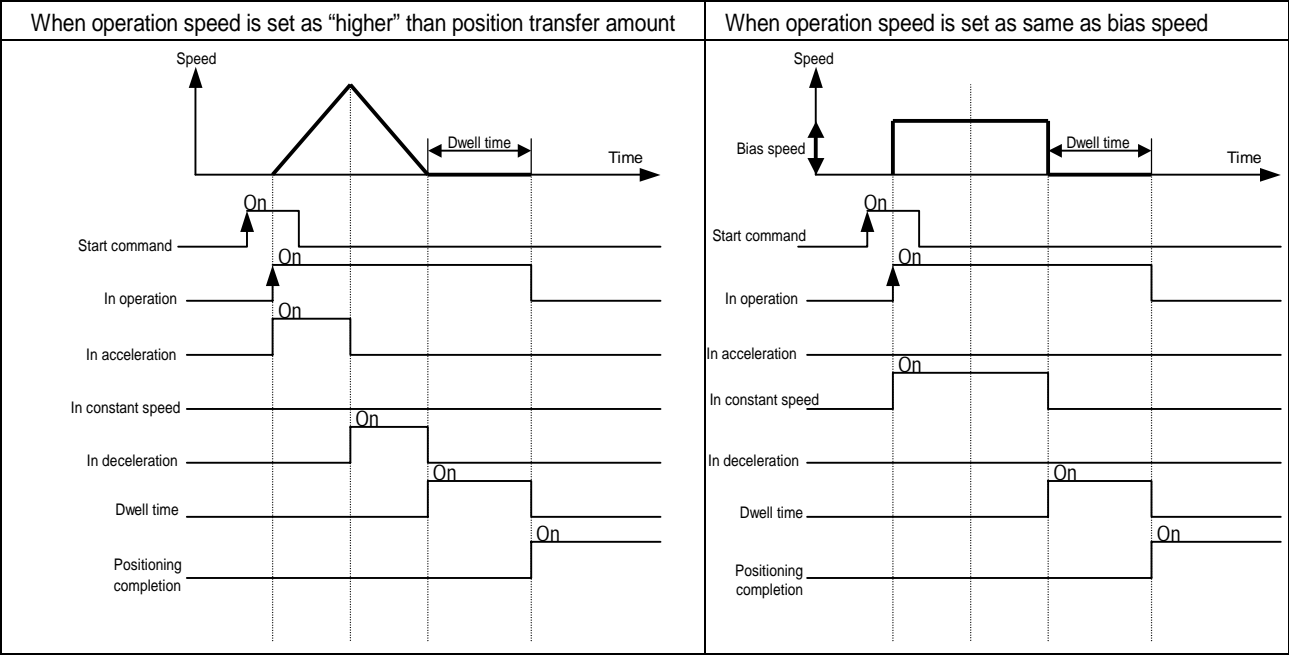 When operation speed is set as “higher” than position transfer amount
Speed
Dwell time
Time
On
Start command
On
In operation
On
In acceleration
In constant speed
On
In deceleration
On
Dwell time
On
Positioning
completion
When operation speed is set as same as bias speed
Speed
Bias speed
Dwell time
Time
On
Start command
On
In operation
In acceleration
On
In constant speed
In deceleration
On
Dwell time
On
Positioning
completion